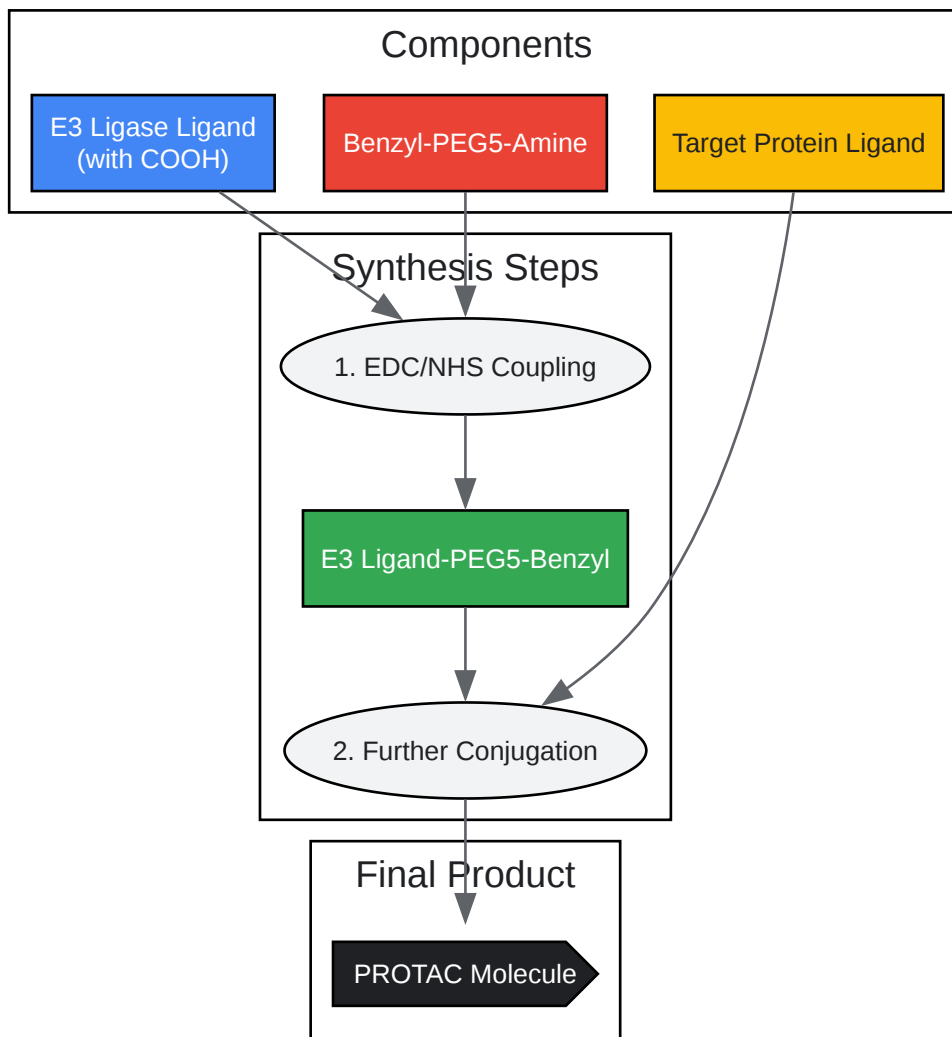 Components
E3 Ligase Ligand
(with COOH)
Benzyl-PEG5-Amine
Target Protein Ligand
Synthesis Steps
1. EDC/NHS Coupling
E3 Ligand-PEG5-Benzyl
2. Further Conjugation
Final Product
PROTAC Molecule